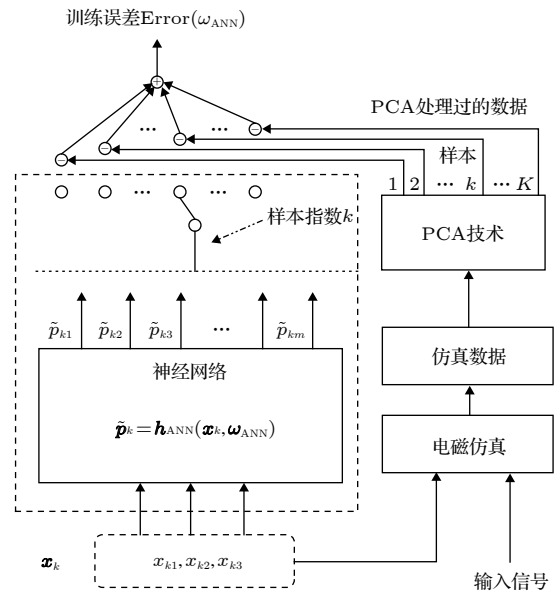 训练误差Error(ω_ANN)
PCA处理过的数据
样本
1 2 ··· k ··· K
样本指数k
PCA技术
p̃_k1 p̃_k2 p̃_k3 ··· p̃_km
仿真数据
神经网络
p̃_k=h_ANN(x_k,ω_ANN)
电磁仿真
x_k
x_k1,x_k2,x_k3
输入信号